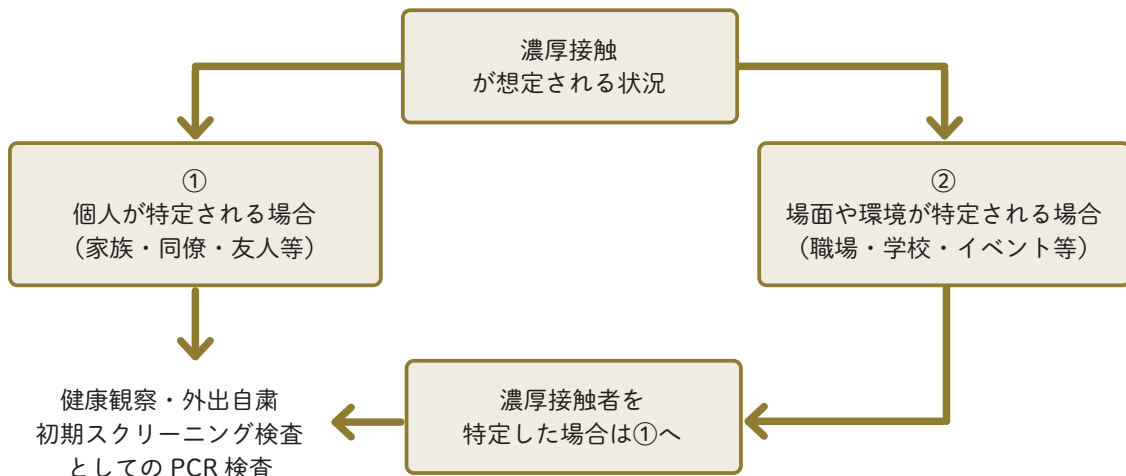 濃厚接触
が想定される状況
①
個人が特定される場合
（家族・同僚・友人等）
②
場面や環境が特定される場合
（職場・学校・イベント等）
健康観察・外出自粛
初期スクリーニング検査
としての PCR 検査
濃厚接触者を
特定した場合は①へ